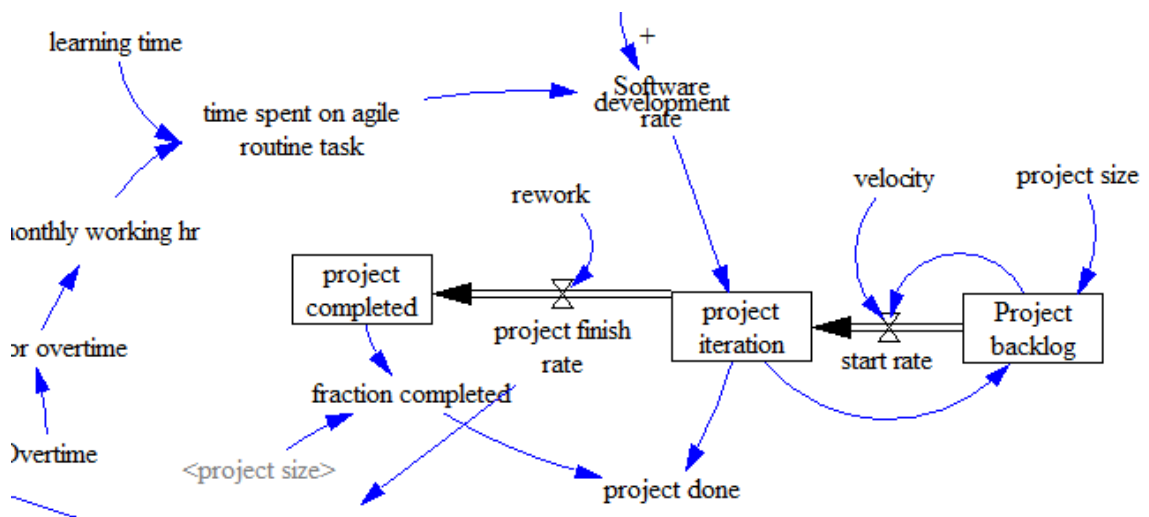 learning time
+
Software
development
rate
time spent on agile
routine task
velocity
project size
rework
monthly working hr
project
completed
project finish
rate
project
iteration
start rate
Project
backlog
or overtime
fraction completed
Overtime
<project size>
project done